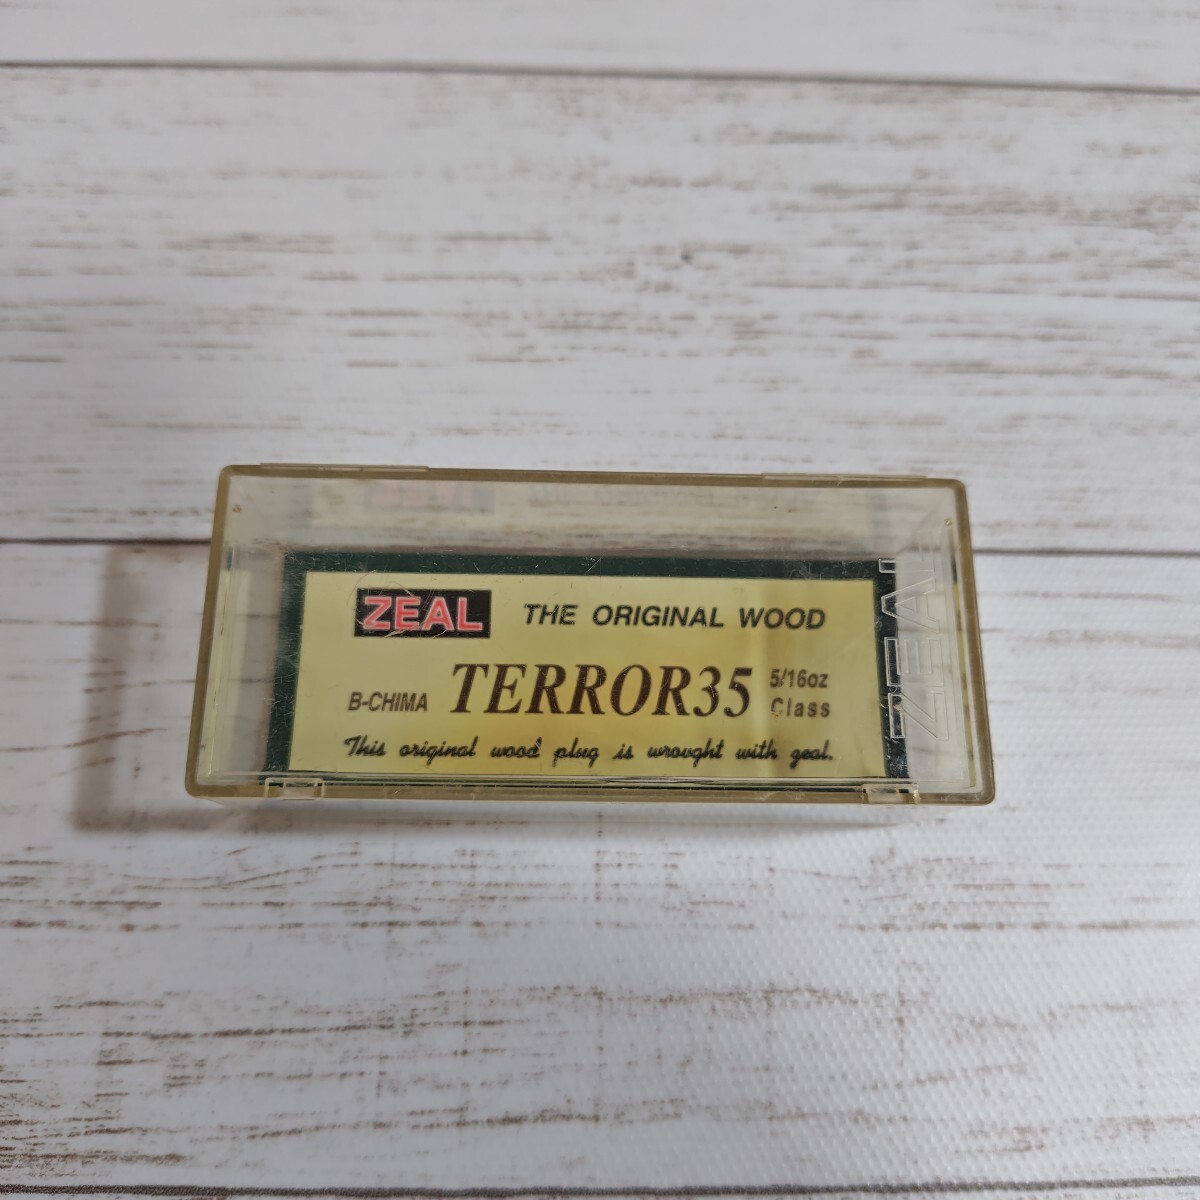 ZEAL THE ORIGINAL WOOD
B-CHIMA TERROR35 5/16oz Class
This original wood plug is wrought with zeal.
ZEAL